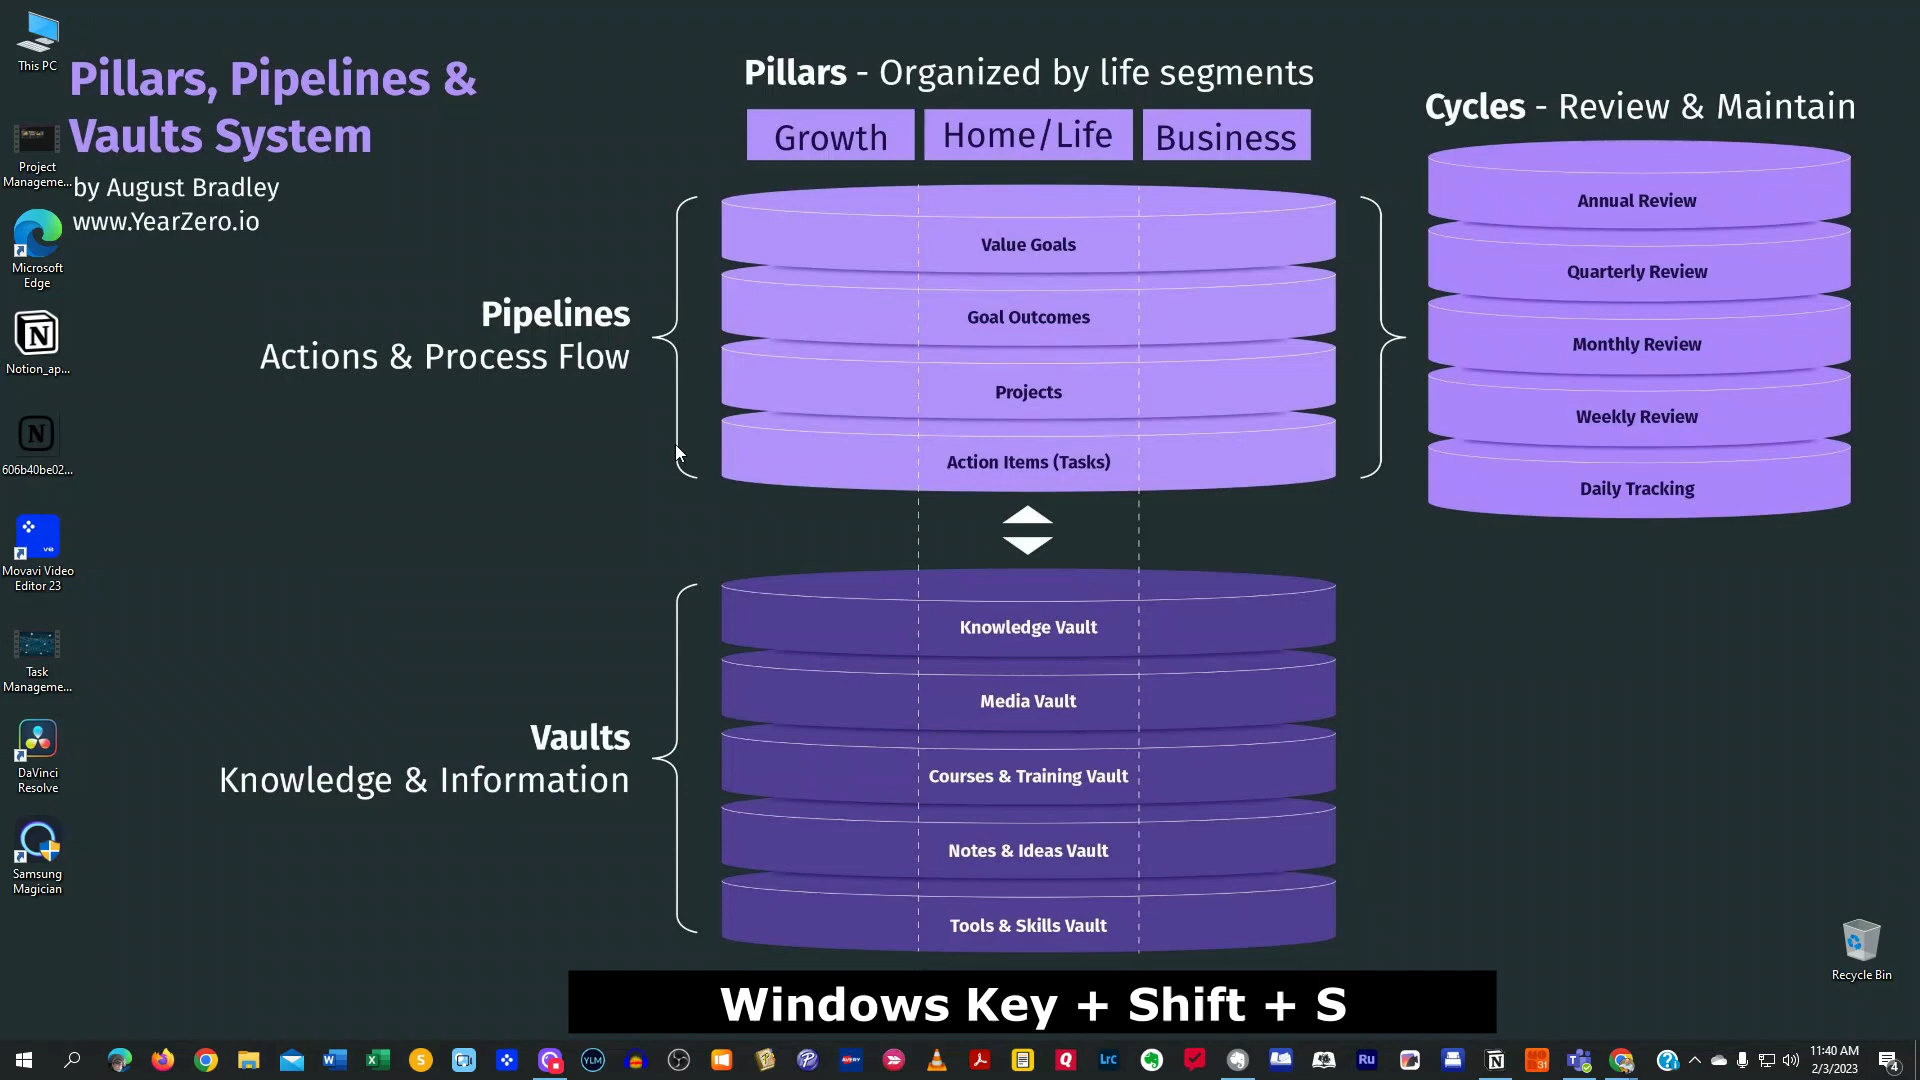 This PC
Project
Manageme...
Microsoft
Edge
Notion_ap...
606b40be02...
Movavi Video
Editor 23
Task
Manageme...
DaVinci
Resolve
Samsung
Magician
Pillars, Pipelines &
Vaults System
by August Bradley
www.YearZero.io
Pillars - Organized by life segments
Growth
Home/Life
Business
Pipelines
Actions & Process Flow
Value Goals
Goal Outcomes
Projects
Action Items (Tasks)
Cycles - Review & Maintain
Annual Review
Quarterly Review
Monthly Review
Weekly Review
Daily Tracking
Vaults
Knowledge & Information
Knowledge Vault
Media Vault
Courses & Training Vault
Notes & Ideas Vault
Tools & Skills Vault
Recycle Bin
Windows Key + Shift + S
11:40 AM
2/3/2023
4